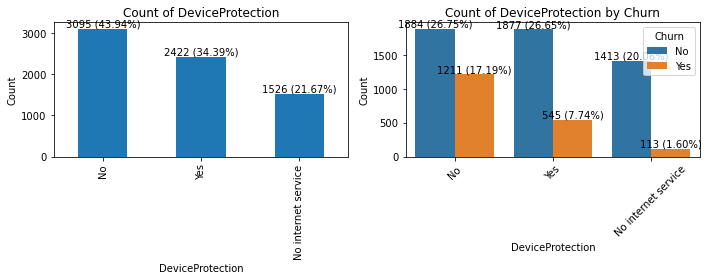 Count of DeviceProtection
3095 (43.94%)
2422 (34.39%)
1526 (21.67%)
3000
2000
1000
0
Count
No
Yes
No internet service
DeviceProtection
Count of DeviceProtection by Churn
1884 (26.75%)
1877 (26.65%)
1413 (20.06%)
1211 (17.19%)
545 (7.74%)
113 (1.60%)
Churn
No
Yes
1500
1000
500
0
Count
No
Yes
No internet service
DeviceProtection